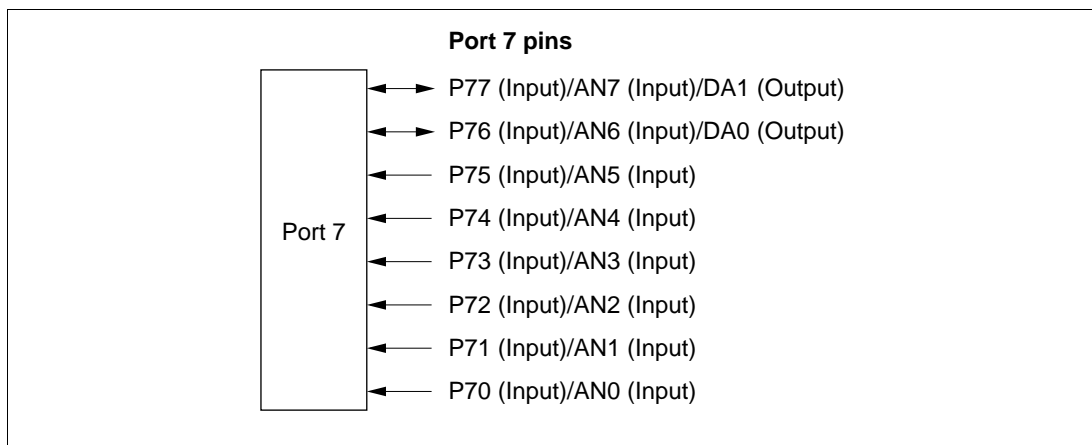 Port 7 pins
P77 (Input)/AN7 (Input)/DA1 (Output)
P76 (Input)/AN6 (Input)/DA0 (Output)
P75 (Input)/AN5 (Input)
P74 (Input)/AN4 (Input)
Port 7
P73 (Input)/AN3 (Input)
P72 (Input)/AN2 (Input)
P71 (Input)/AN1 (Input)
P70 (Input)/AN0 (Input)